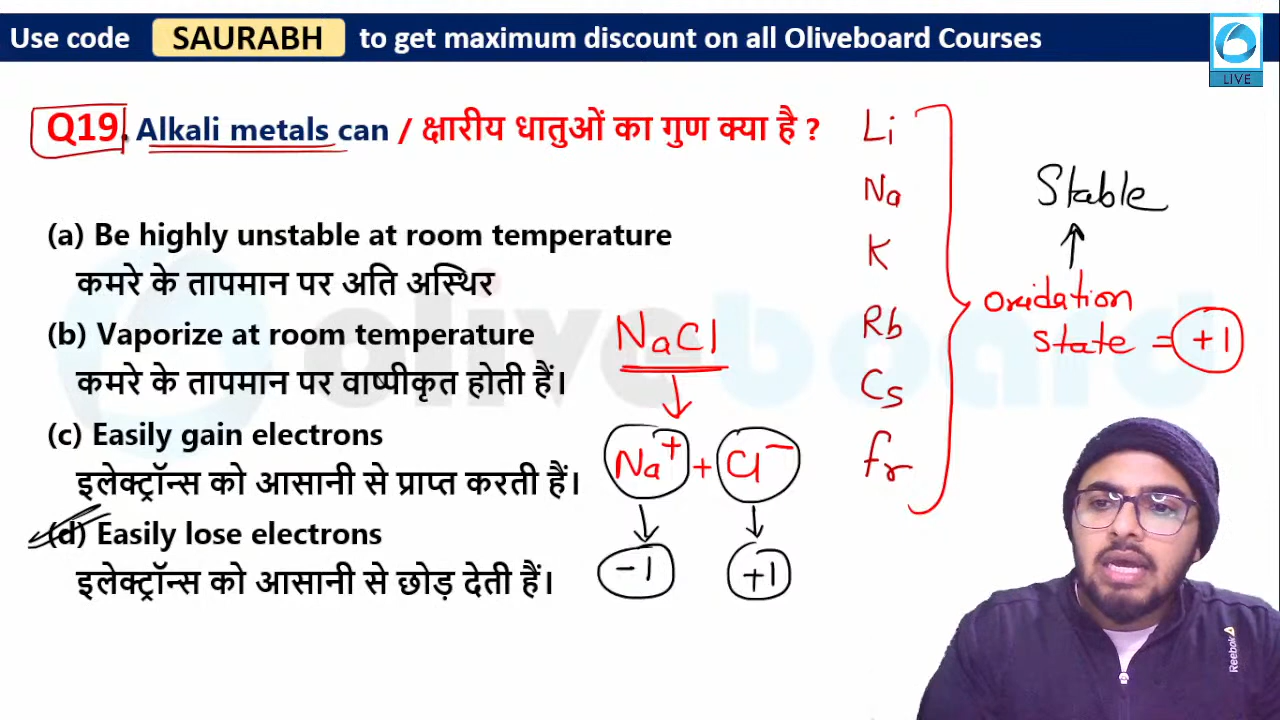 Use code SAURABH to get maximum discount on all Oliveboard Courses
LIVE
Q19. Alkali metals can / क्षारीय धातुओं का गुण क्या है ?
(a) Be highly unstable at room temperature
कमरे के तापमान पर अति अस्थिर
(b) Vaporize at room temperature
कमरे के तापमान पर वाष्पीकृत होती हैं।
(c) Easily gain electrons
इलेक्ट्रॉन्स को आसानी से प्राप्त करती हैं।
(d) Easily lose electrons
इलेक्ट्रॉन्स को आसानी से छोड़ देती हैं।
NaCl
Na+ + Cl−
-1 +1
Li
Na
K
Rb
Cs
fr
Stable
oxidation
state = +1
oliveboard
Reebok